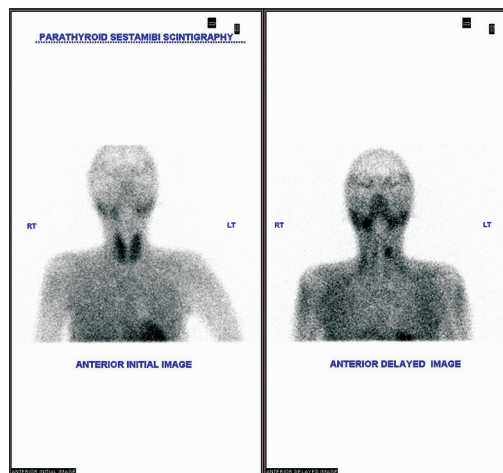 PARATHYROID SESTAMIBI SCINTIGRAPHY
RT
LT
RT
LT
ANTERIOR INITIAL IMAGE
ANTERIOR DELAYED IMAGE
ANTERIOR INITIAL IMAGE
ANTERIOR DELAYED IMAGE